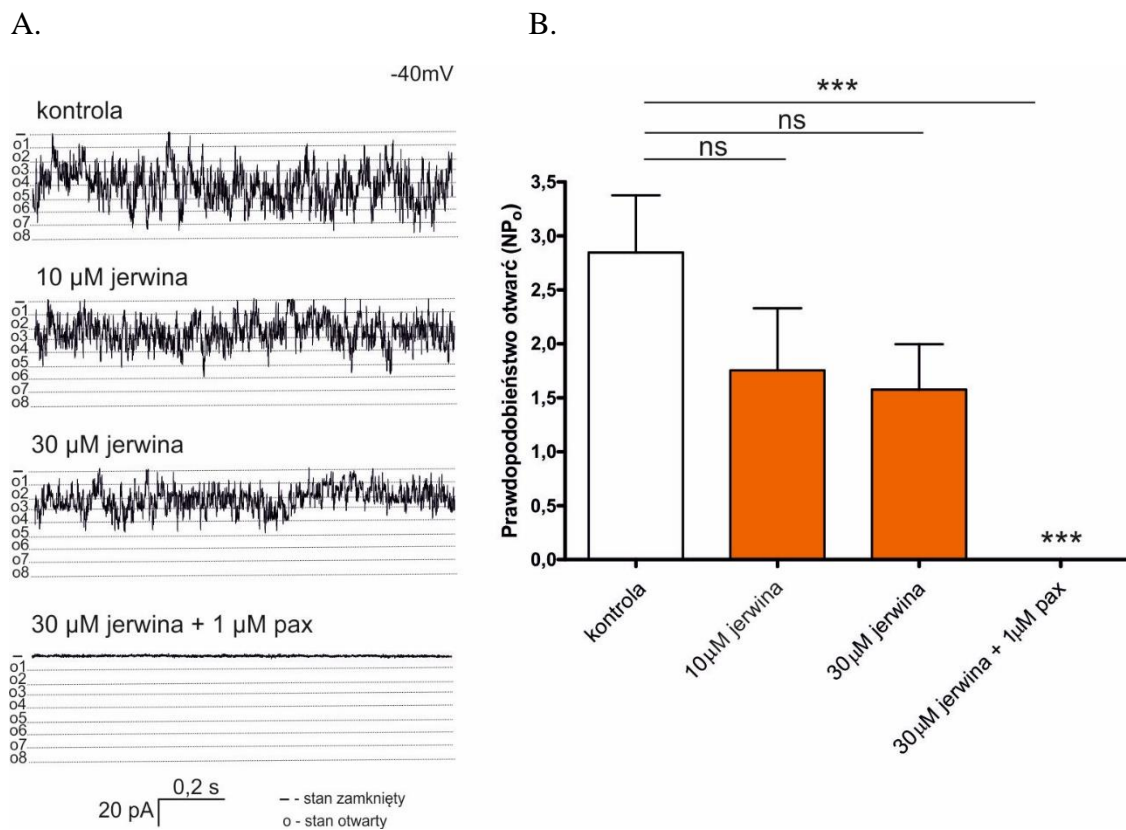 A.
B.
-40mV
kontrola
–
o1
o2
o3
o4
o5
o6
o7
o8
10 µM jerwina
–
o1
o2
o3
o4
o5
o6
o7
o8
30 µM jerwina
–
o1
o2
o3
o4
o5
o6
o7
o8
30 µM jerwina + 1 µM pax
–
o1
o2
o3
o4
o5
o6
o7
o8
0,2 s
20 pA
– - stan zamknięty
o - stan otwarty
***
ns
ns
Prawdopodobieństwo otwarć (NPo)
3,5
3,0
2,5
2,0
1,5
1,0
0,5
0,0
***
kontrola
10µM jerwina
30µM jerwina
30µM jerwina + 1µM pax